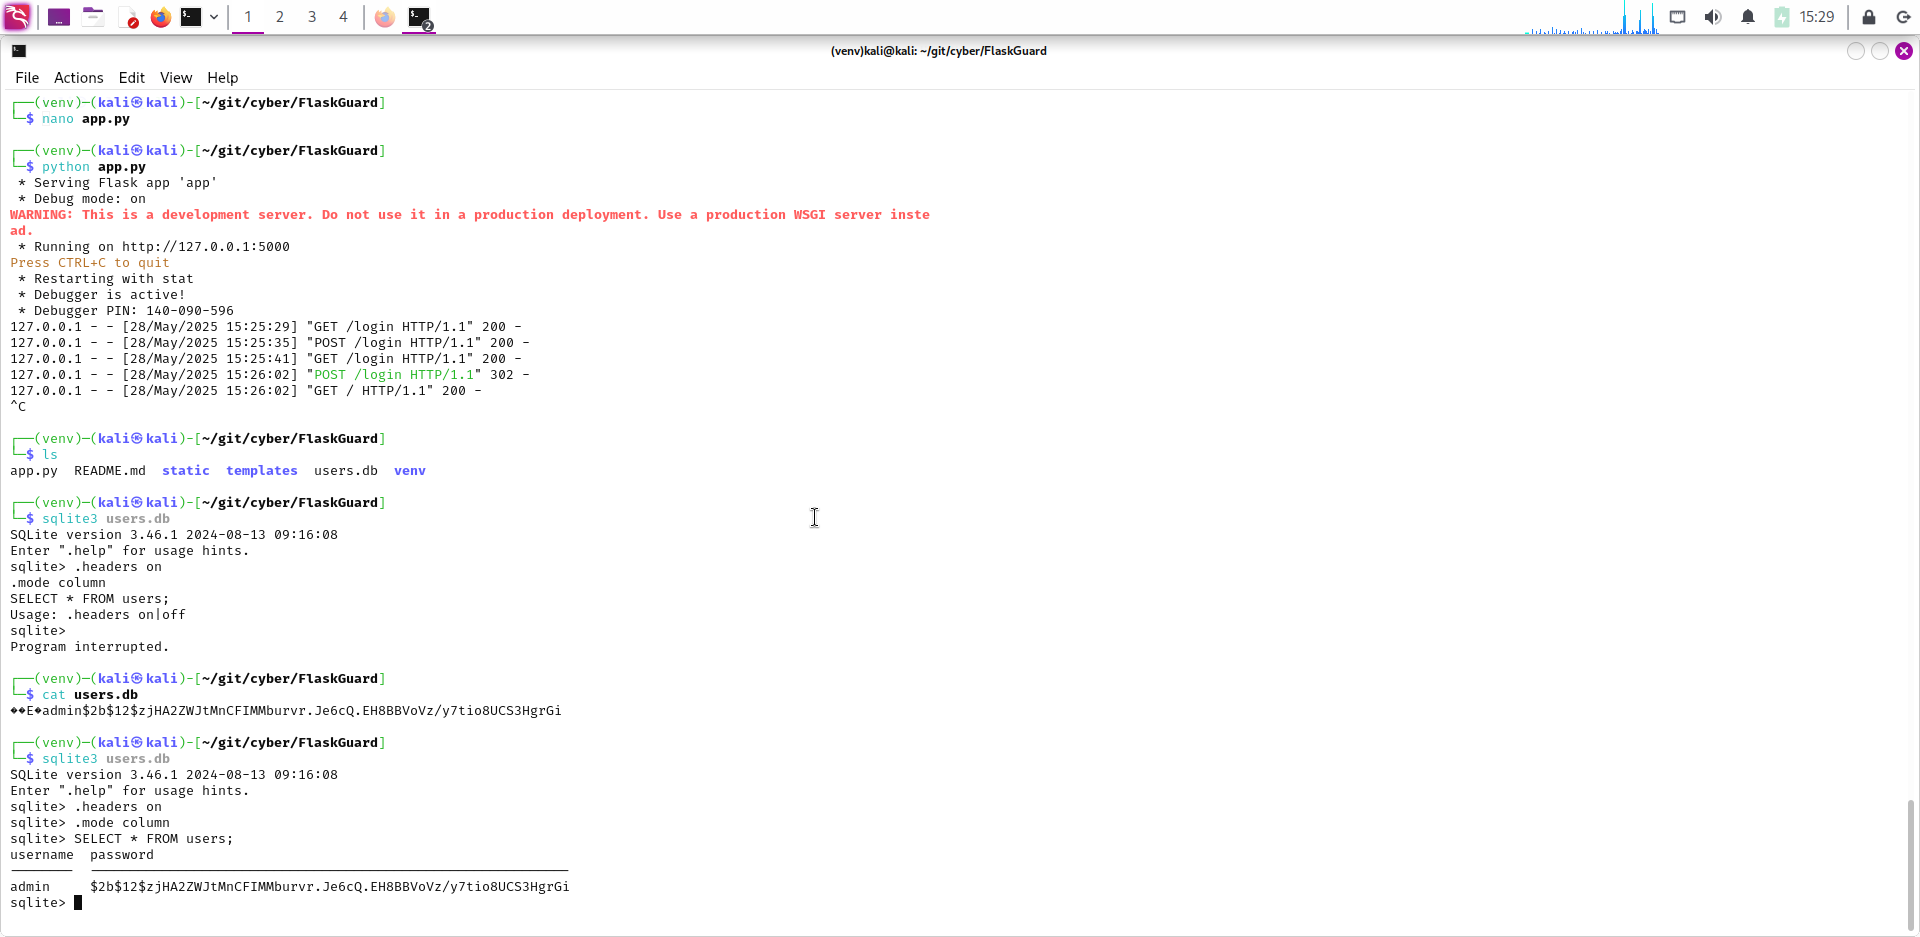 1 2 3 4 2 15:29
(venv)kali@kali: ~/git/cyber/FlaskGuard
File Actions Edit View Help
┌──(venv)─(kali㉿kali)-[~/git/cyber/FlaskGuard]
└─$ nano app.py
┌──(venv)─(kali㉿kali)-[~/git/cyber/FlaskGuard]
└─$ python app.py
* Serving Flask app 'app'
* Debug mode: on
WARNING: This is a development server. Do not use it in a production deployment. Use a production WSGI server inste
ad.
* Running on http://127.0.0.1:5000
Press CTRL+C to quit
* Restarting with stat
* Debugger is active!
* Debugger PIN: 140-090-596
127.0.0.1 - - [28/May/2025 15:25:29] "GET /login HTTP/1.1" 200 -
127.0.0.1 - - [28/May/2025 15:25:35] "POST /login HTTP/1.1" 200 -
127.0.0.1 - - [28/May/2025 15:25:41] "GET /login HTTP/1.1" 200 -
127.0.0.1 - - [28/May/2025 15:26:02] "POST /login HTTP/1.1" 302 -
127.0.0.1 - - [28/May/2025 15:26:02] "GET / HTTP/1.1" 200 -
^C
┌──(venv)─(kali㉿kali)-[~/git/cyber/FlaskGuard]
└─$ ls
app.py README.md static templates users.db venv
┌──(venv)─(kali㉿kali)-[~/git/cyber/FlaskGuard]
└─$ sqlite3 users.db
SQLite version 3.46.1 2024-08-13 09:16:08
Enter ".help" for usage hints.
sqlite> .headers on
.mode column
SELECT * FROM users;
Usage: .headers on|off
sqlite>
Program interrupted.
┌──(venv)─(kali㉿kali)-[~/git/cyber/FlaskGuard]
└─$ cat users.db
��E�admin$2b$12$zjHA2ZWJtMnCFIMMburvr.Je6cQ.EH8BBVoVz/y7tio8UCS3HgrGi
┌──(venv)─(kali㉿kali)-[~/git/cyber/FlaskGuard]
└─$ sqlite3 users.db
SQLite version 3.46.1 2024-08-13 09:16:08
Enter ".help" for usage hints.
sqlite> .headers on
sqlite> .mode column
sqlite> SELECT * FROM users;
username password
admin $2b$12$zjHA2ZWJtMnCFIMMburvr.Je6cQ.EH8BBVoVz/y7tio8UCS3HgrGi
sqlite>